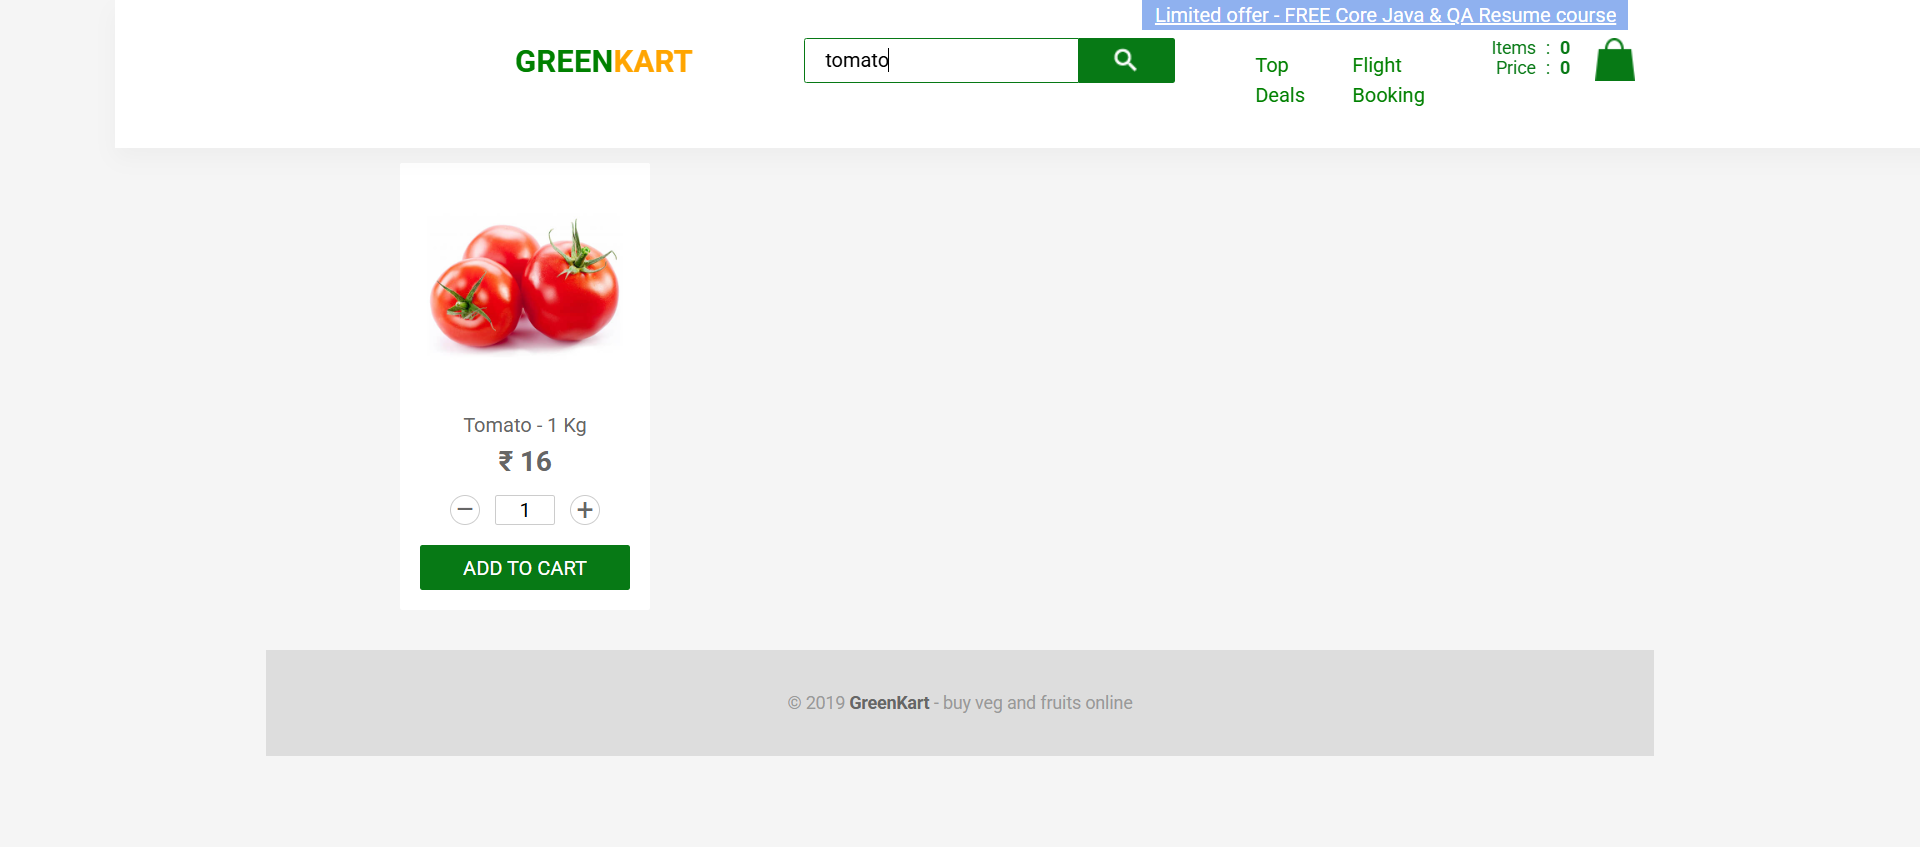 Limited offer - FREE Core Java & QA Resume course
GREENKART
tomato
Top Deals
Flight Booking
Items : 0
Price : 0
Tomato - 1 Kg
₹ 16
− 1 +
ADD TO CART
© 2019 GreenKart - buy veg and fruits online